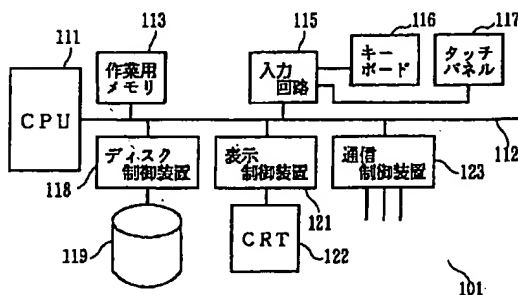 111
113
115
116
117
CPU
作業用
メモリ
入力
回路
キー
ボード
タッチ
パネル
112
118
ディスク
制御装置
表示
制御装置
通信
制御装置
123
121
119
CRT
122
101